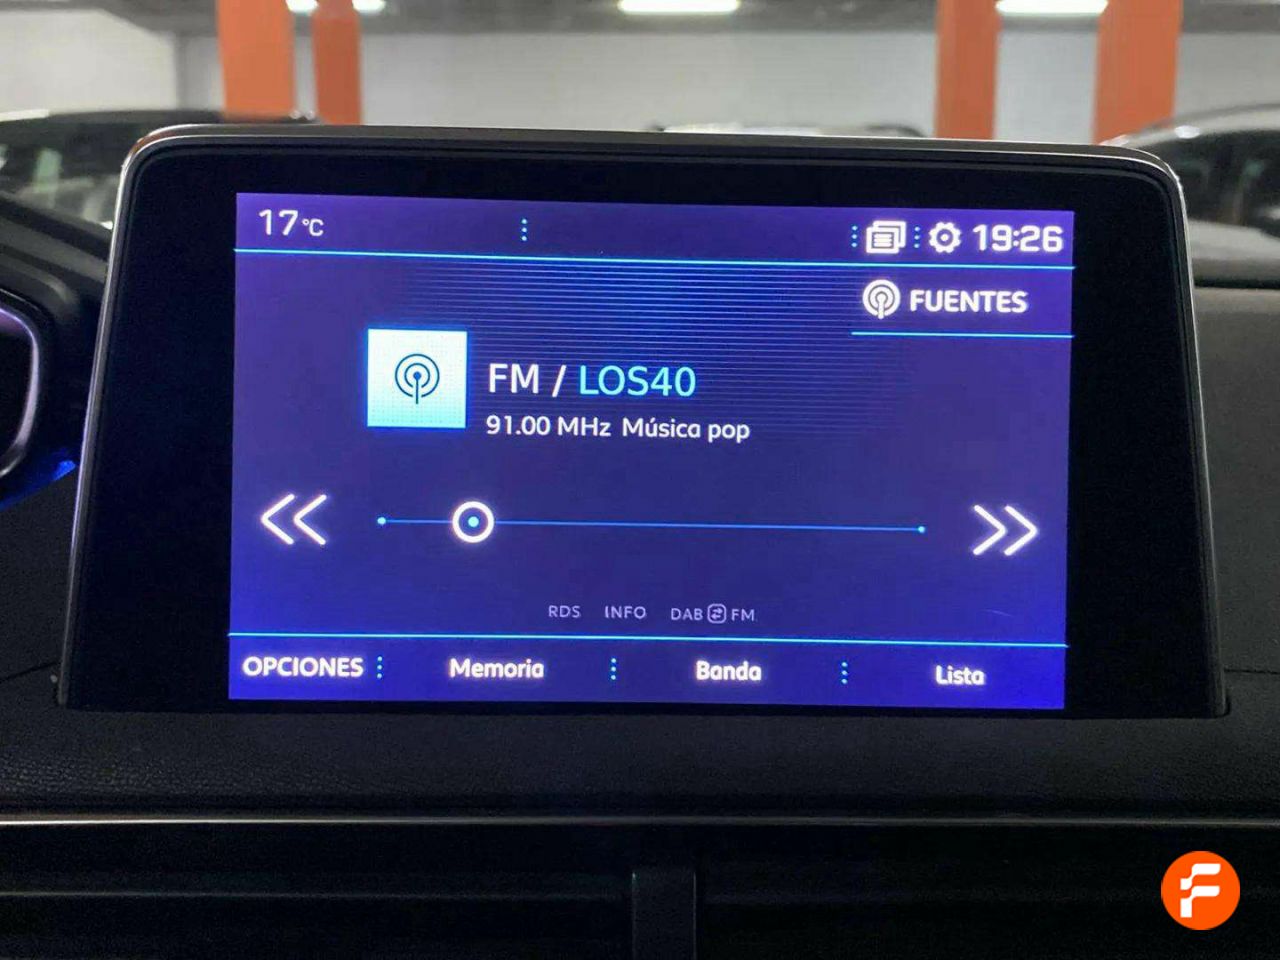 17°C
19:26
FUENTES
FM / LOS40
91.00 MHz Música pop
RDS INFO DAB FM
OPCIONES Memoria Banda Lista
F